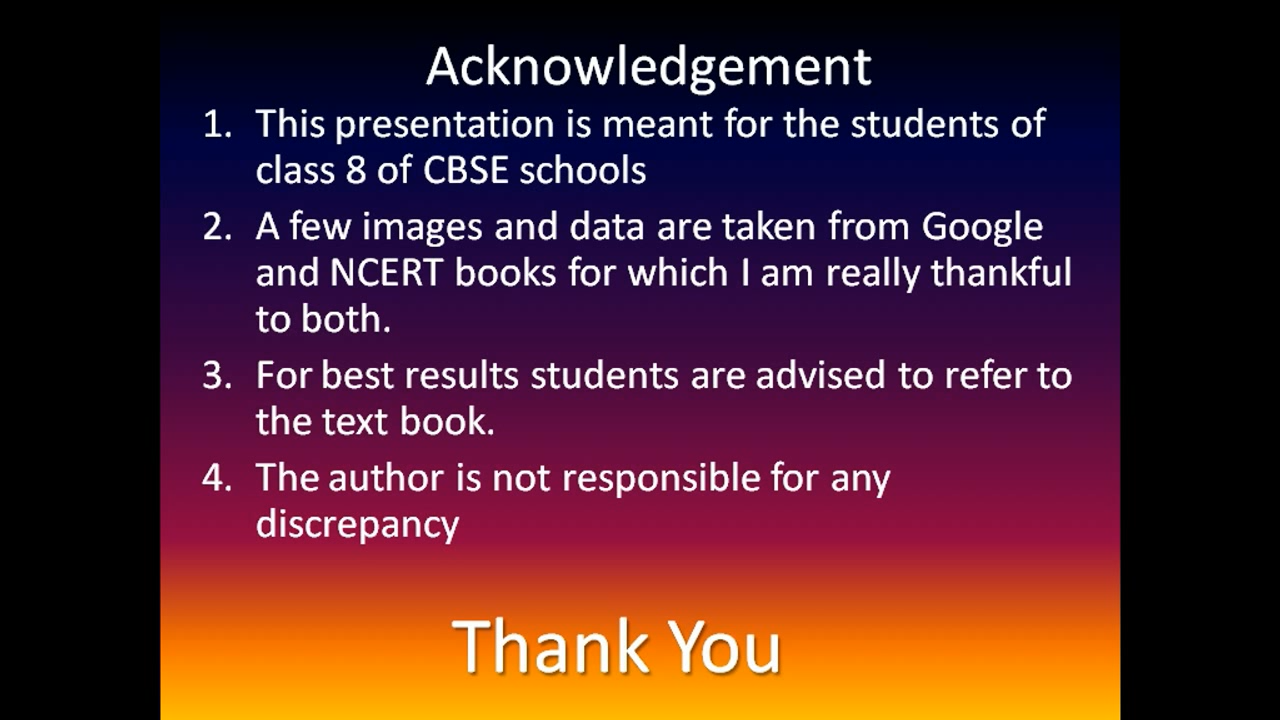 Acknowledgement
1. This presentation is meant for the students of
class 8 of CBSE schools
2. A few images and data are taken from Google
and NCERT books for which I am really thankful
to both.
3. For best results students are advised to refer to
the text book.
4. The author is not responsible for any
discrepancy
Thank You